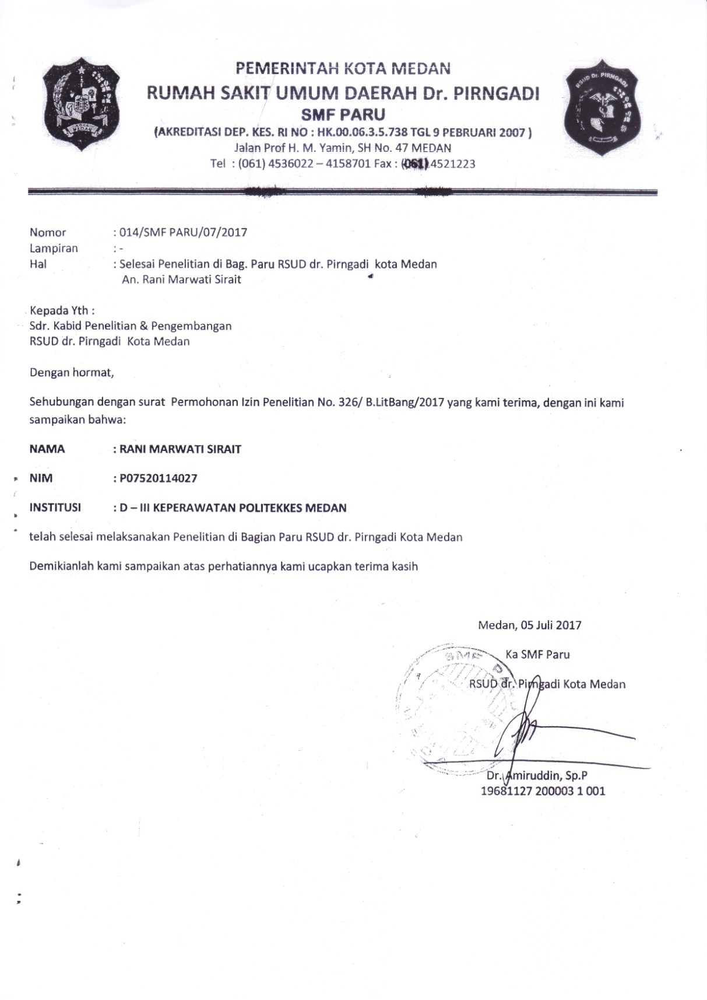 PEMERINTAH KOTA MEDAN
RUMAH SAKIT UMUM DAERAH Dr. PIRNGADI
SMF PARU
(AKREDITASI DEP. KES. RI NO : HK.00.06.3.5.738 TGL 9 PEBRUARI 2007 )
Jalan Prof H. M. Yamin, SH No. 47 MEDAN
Tel : (061) 4536022 – 4158701 Fax : (061) 4521223
MEDAN
RSUD Dr. PIRNGADI
Nomor : 014/SMF PARU/07/2017
Lampiran : -
Hal : Selesai Penelitian di Bag. Paru RSUD dr. Pirngadi kota Medan
An. Rani Marwati Sirait
Kepada Yth :
Sdr. Kabid Penelitian & Pengembangan
RSUD dr. Pirngadi Kota Medan
Dengan hormat,
Sehubungan dengan surat Permohonan Izin Penelitian No. 326/ B.LitBang/2017 yang kami terima, dengan ini kami
sampaikan bahwa:
NAMA : RANI MARWATI SIRAIT
NIM : P07520114027
INSTITUSI : D – III KEPERAWATAN POLITEKKES MEDAN
telah selesai melaksanakan Penelitian di Bagian Paru RSUD dr. Pirngadi Kota Medan
Demikianlah kami sampaikan atas perhatiannya kami ucapkan terima kasih
Medan, 05 Juli 2017
Ka SMF Paru
SMF
RSUD dr. Pirngadi Kota Medan
Dr. Amiruddin, Sp.P
19681127 200003 1 001